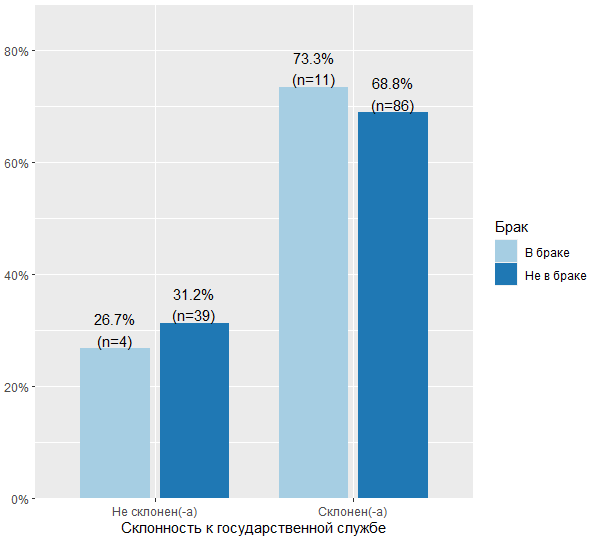 80%
60%
40%
20%
0%
73.3%
(n=11)
68.8%
(n=86)
26.7%
(n=4)
31.2%
(n=39)
Не склонен(-а)
Склонен(-а)
Склонность к государственной службе
Брак
В браке
Не в браке